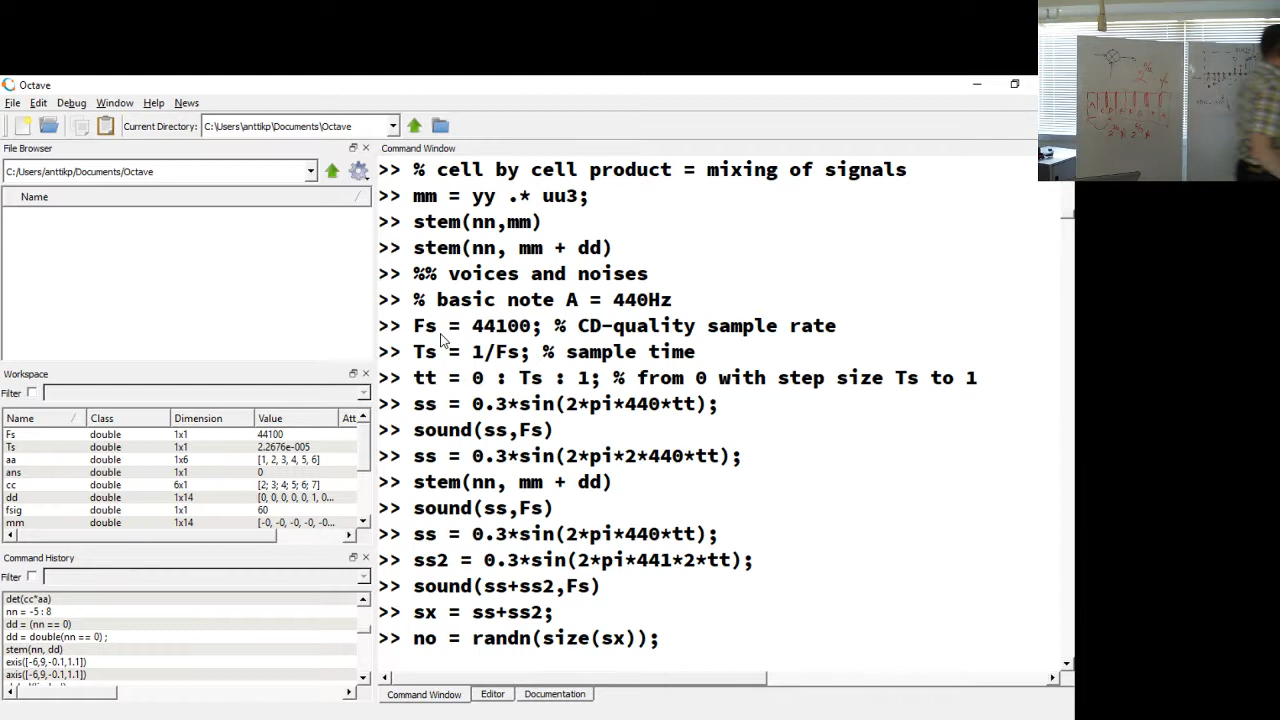 Octave
File Edit Debug Window Help News
Current Directory: C:\Users\anttikp\Documents\Octave
File Browser
C:/Users/anttikp/Documents/Octave
Name
Workspace
Filter
Name Class Dimension Value Att
Fs double 1x1 44100
Ts double 1x1 2.2676e-005
aa double 1x6 [1, 2, 3, 4, 5, 6]
ans double 1x1 0
cc double 6x1 [2; 3; 4; 5; 6; 7]
dd double 1x14 [0, 0, 0, 0, 0, 1, 0...
fsig double 1x1 60
mm double 1x14 [-0, -0, -0, -0, -0...
Command History
Filter
det(cc*aa)
nn = -5 : 8
dd = (nn == 0)
dd = double(nn == 0) ;
stem(nn, dd)
exis([-6,9,-0.1,1.1])
axis([-6,9,-0.1,1.1])
Command Window
>> % cell by cell product = mixing of signals
>> mm = yy .* uu3;
>> stem(nn,mm)
>> stem(nn, mm + dd)
>> %% voices and noises
>> % basic note A = 440Hz
>> Fs = 44100; % CD-quality sample rate
>> Ts = 1/Fs; % sample time
>> tt = 0 : Ts : 1; % from 0 with step size Ts to 1
>> ss = 0.3*sin(2*pi*440*tt);
>> sound(ss,Fs)
>> ss = 0.3*sin(2*pi*2*440*tt);
>> stem(nn, mm + dd)
>> sound(ss,Fs)
>> ss = 0.3*sin(2*pi*440*tt);
>> ss2 = 0.3*sin(2*pi*441*2*tt);
>> sound(ss+ss2,Fs)
>> sx = ss+ss2;
>> no = randn(size(sx));
Command Window Editor Documentation